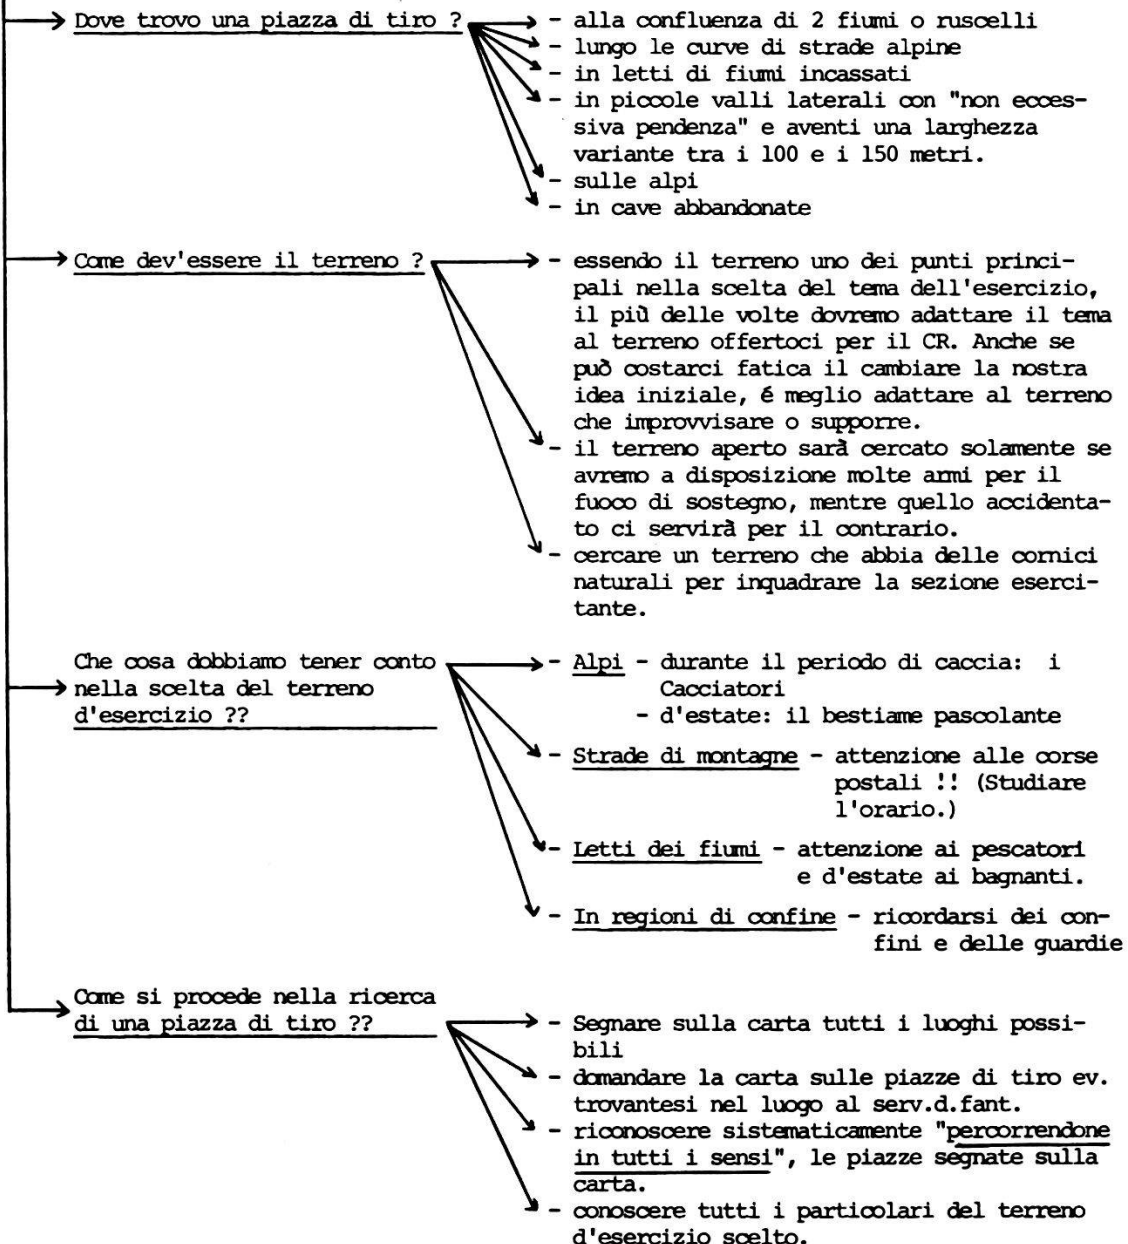 Dove trovo una piazza di tiro ?
- alla confluenza di 2 fiumi o ruscelli
- lungo le curve di strade alpine
- in letti di fiumi incassati
- in piccole valli laterali con "non ecces-
siva pendenza" e aventi una larghezza
variante tra i 100 e i 150 metri.
- sulle alpi
- in cave abbandonate
Come dev'essere il terreno ?
- essendo il terreno uno dei punti princi-
pali nella scelta del tema dell'esercizio,
il più delle volte dovremo adattare il tema
al terreno offertoci per il CR. Anche se
può costarci fatica il cambiare la nostra
idea iniziale, é meglio adattare al terreno
che improvvisare o supporre.
- il terreno aperto sarà cercato solamente se
avremo a disposizione molte armi per il
fuoco di sostegno, mentre quello accidenta-
to ci servirà per il contrario.
- cercare un terreno che abbia delle cornici
naturali per inquadrare la sezione eserci-
tante.
Che cosa dobbiamo tener conto
nella scelta del terreno
d'esercizio ??
- Alpi - durante il periodo di caccia: i
Cacciatori
- d'estate: il bestiame pascolante
- Strade di montagne - attenzione alle corse
postali !! (Studiare
l'orario.)
- Letti dei fiumi - attenzione ai pescatori
e d'estate ai bagnanti.
- In regioni di confine - ricordarsi dei con-
fini e delle guardie
Come si procede nella ricerca
di una piazza di tiro ??
- Segnare sulla carta tutti i luoghi possi-
bili
- domandare la carta sulle piazze di tiro ev.
trovantesi nel luogo al serv.d.fant.
- riconoscere sistematicamente "percorrendone
in tutti i sensi", le piazze segnate sulla
carta.
- conoscere tutti i particolari del terreno
d'esercizio scelto.